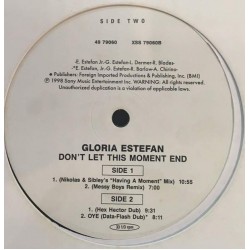 SIDE TWO
49 79060 XSS 79060B
E. Estefan, Jr.-G. Estefan-L. Dermer-R. Blades-
E. Estefan, Jr.-G. Estefan-R. Barlow-A. Chirino-
Publishers: Foreign Imported Productions & Publishing, Inc. (BMI)
℗ 1998 Sony Music Entertainment Inc. WARNING: All Rights Reserved.
Unauthorized duplication is a violation of applicable laws.
GLORIA ESTEFAN
DON'T LET THIS MOMENT END
SIDE 1
1. (Nikolas & Sibley's "Having A Moment" Mix) 10:55
2. (Messy Boys Remix) 7:00
SIDE 2
1. (Hex Hector Dub) 9:31
2. OYE (Data-Flash Dub) 8:11
33 1/3 rpm